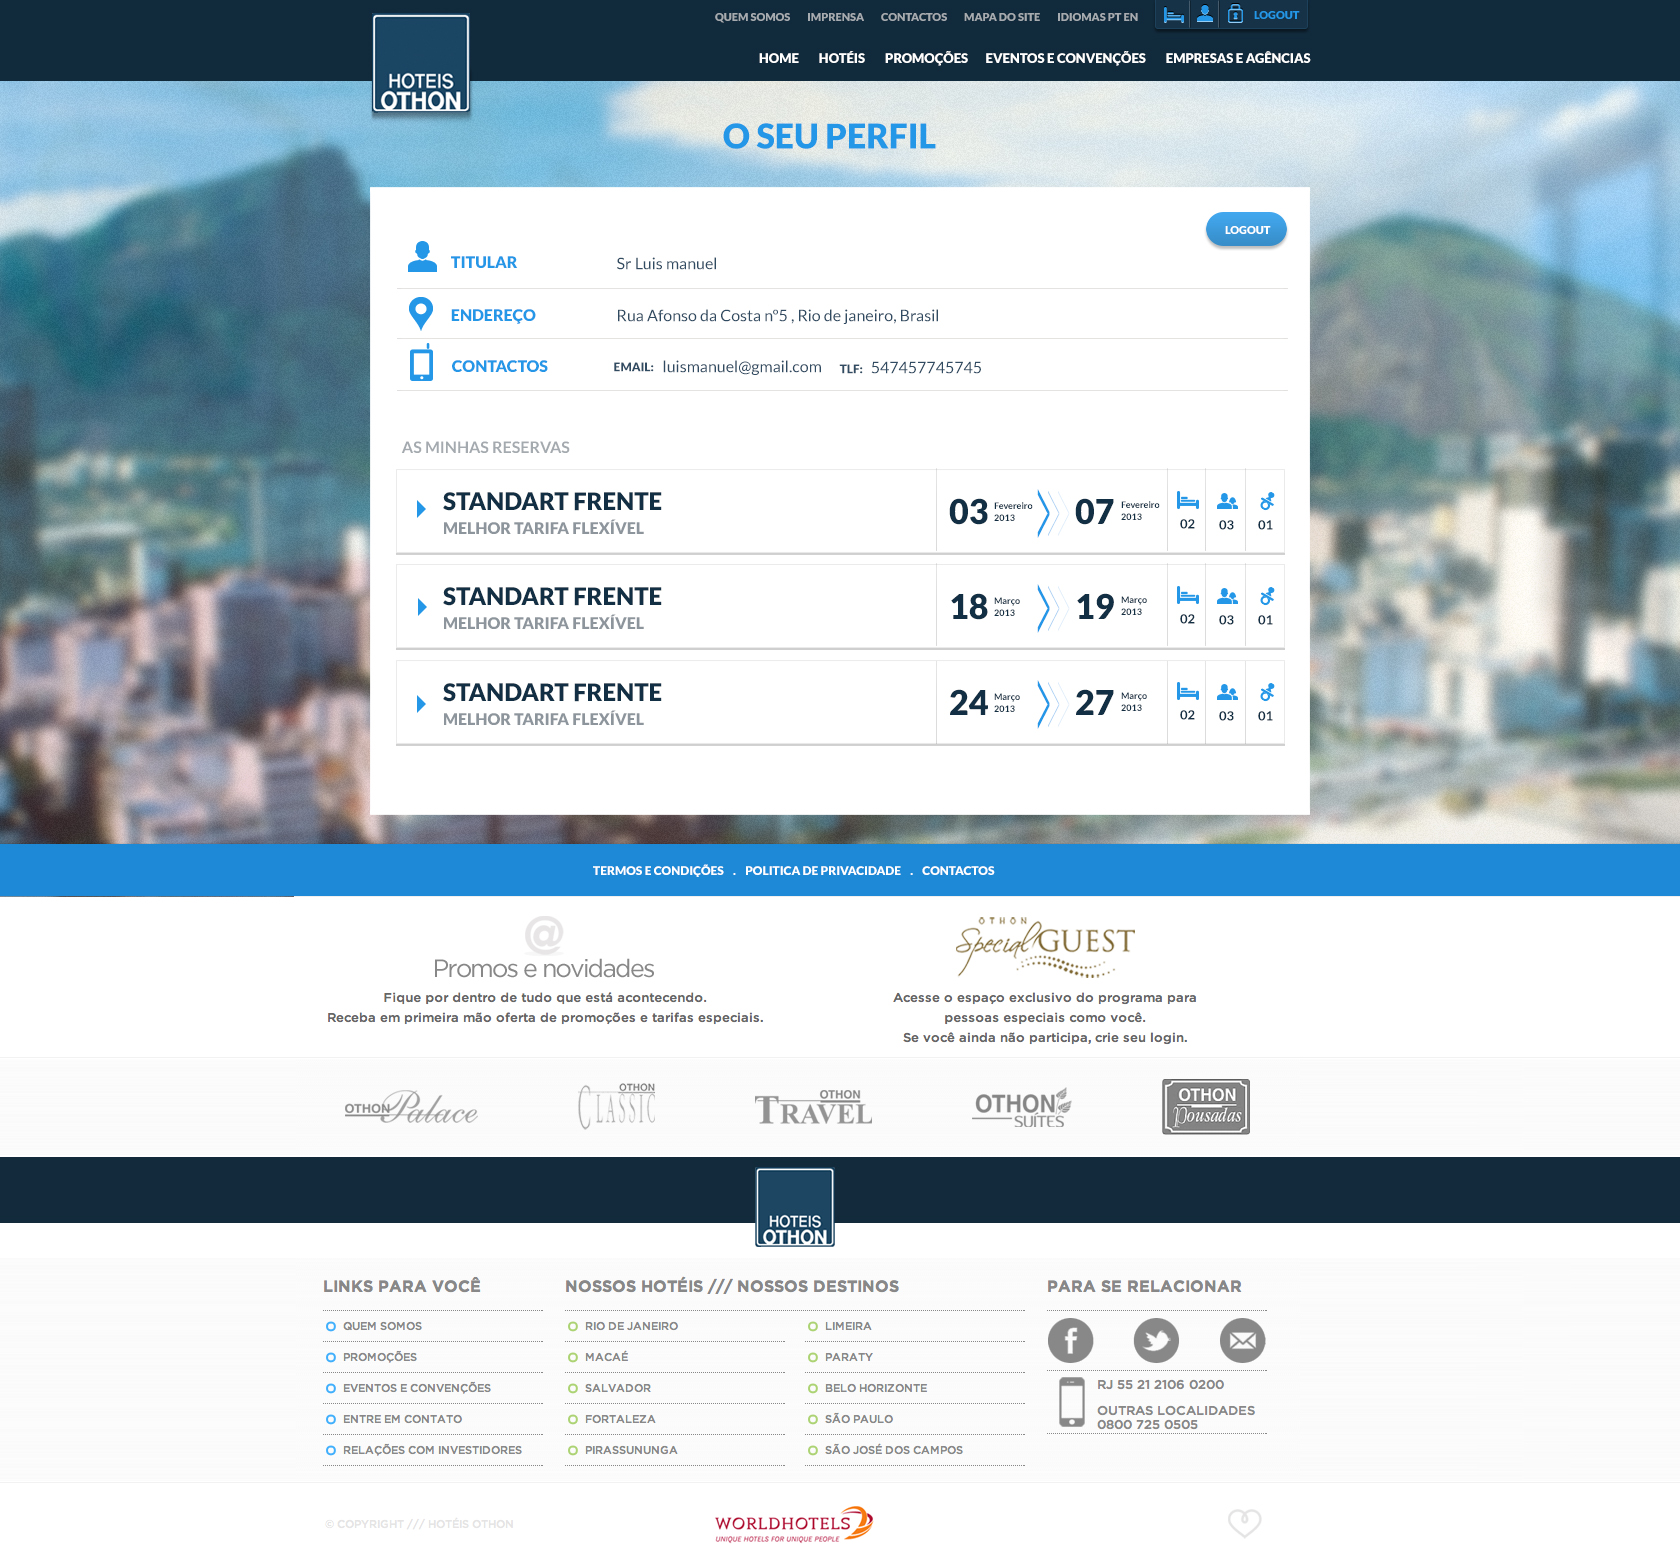 QUEM SOMOS IMPRENSA CONTACTOS MAPA DO SITE IDIOMAS PT EN LOGOUT
HOTEIS
OTHON
HOME HOTÉIS PROMOÇÕES EVENTOS E CONVENÇÕES EMPRESAS E AGÊNCIAS
O SEU PERFIL
LOGOUT
TITULAR Sr Luis manuel
ENDEREÇO Rua Afonso da Costa nº5 , Rio de janeiro, Brasil
CONTACTOS EMAIL: luismanuel@gmail.com TLF: 547457745745
AS MINHAS RESERVAS
STANDART FRENTE
MELHOR TARIFA FLEXÍVEL
03 Fevereiro 2013 07 Fevereiro 2013 02 03 01
STANDART FRENTE
MELHOR TARIFA FLEXÍVEL
18 Março 2013 19 Março 2013 02 03 01
STANDART FRENTE
MELHOR TARIFA FLEXÍVEL
24 Março 2013 27 Março 2013 02 03 01
TERMOS E CONDIÇÕES . POLITICA DE PRIVACIDADE . CONTACTOS
@
Promos e novidades
Fique por dentro de tudo que está acontecendo.
Receba em primeira mão oferta de promoções e tarifas especiais.
OTHON
Special GUEST
Acesse o espaço exclusivo do programa para
pessoas especiais como você.
Se você ainda não participa, crie seu login.
OTHON Palace
OTHON
CLASSIC
OTHON
TRAVEL
OTHON
SUÍTES
OTHON
Pousadas
HOTEIS
OTHON
LINKS PARA VOCÊ
QUEM SOMOS
PROMOÇÕES
EVENTOS E CONVENÇÕES
ENTRE EM CONTATO
RELAÇÕES COM INVESTIDORES
NOSSOS HOTÉIS /// NOSSOS DESTINOS
RIO DE JANEIRO
MACAÉ
SALVADOR
FORTALEZA
PIRASSUNUNGA
LIMEIRA
PARATY
BELO HORIZONTE
SÃO PAULO
SÃO JOSÉ DOS CAMPOS
PARA SE RELACIONAR
f
RJ 55 21 2106 0200
OUTRAS LOCALIDADES
0800 725 0505
© COPYRIGHT /// HOTÉIS OTHON
WORLDHOTELS
UNIQUE HOTELS FOR UNIQUE PEOPLE